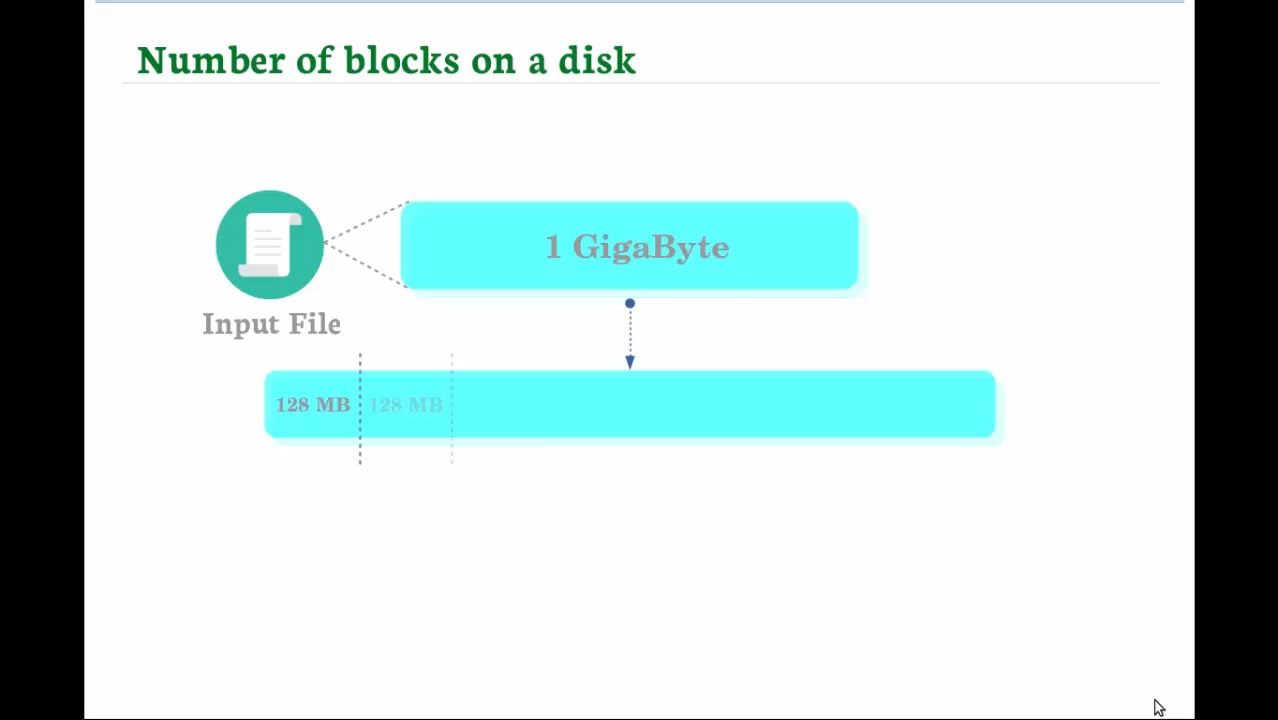 Number of blocks on a disk
1 GigaByte
Input File
128 MB 128 MB